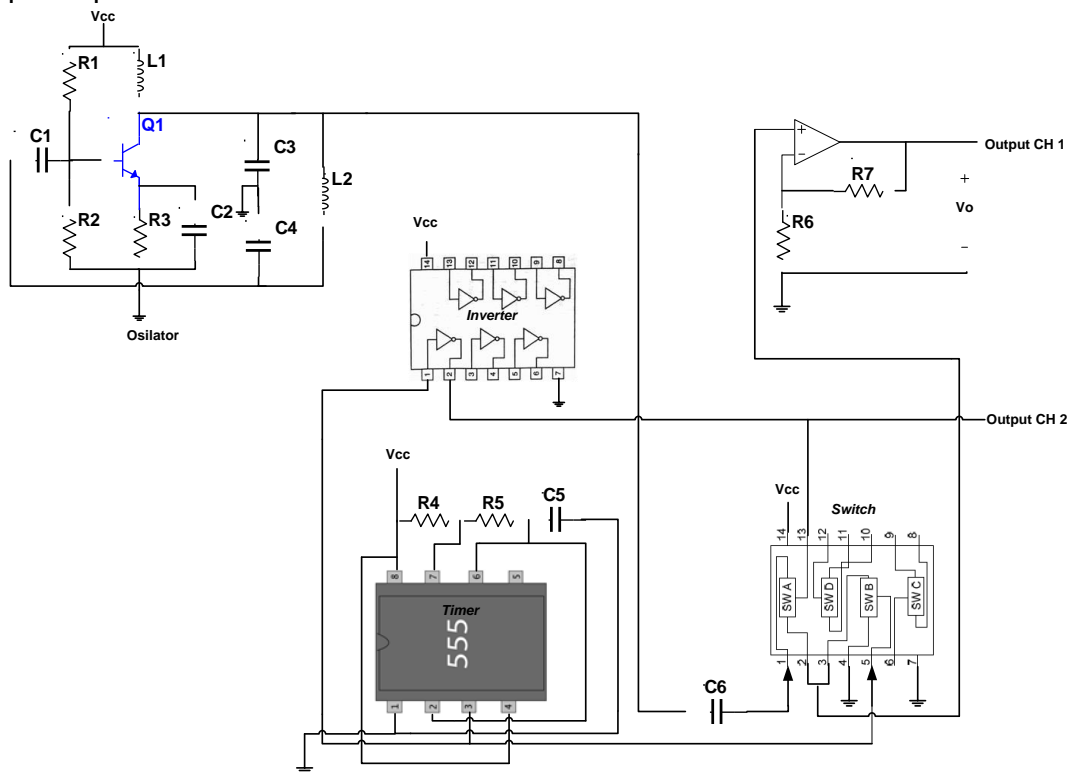 Vcc
R1
L1
Q1
C1
C3
L2
R2
R3
C2
C4
Osilator
Output CH 1
R7
+
Vo
−
R6
+
−
Vcc
14 13 12 11 10 9 8
Inverter
1 2 3 4 5 6 7
Output CH 2
Vcc
R4
R5
C5
8 7 6 5
Timer
555
1 2 3 4
Vcc
Switch
14 13 12 11 10 9 8
SW A
SW D
SW B
SW C
1 2 3 4 5 6 7
C6